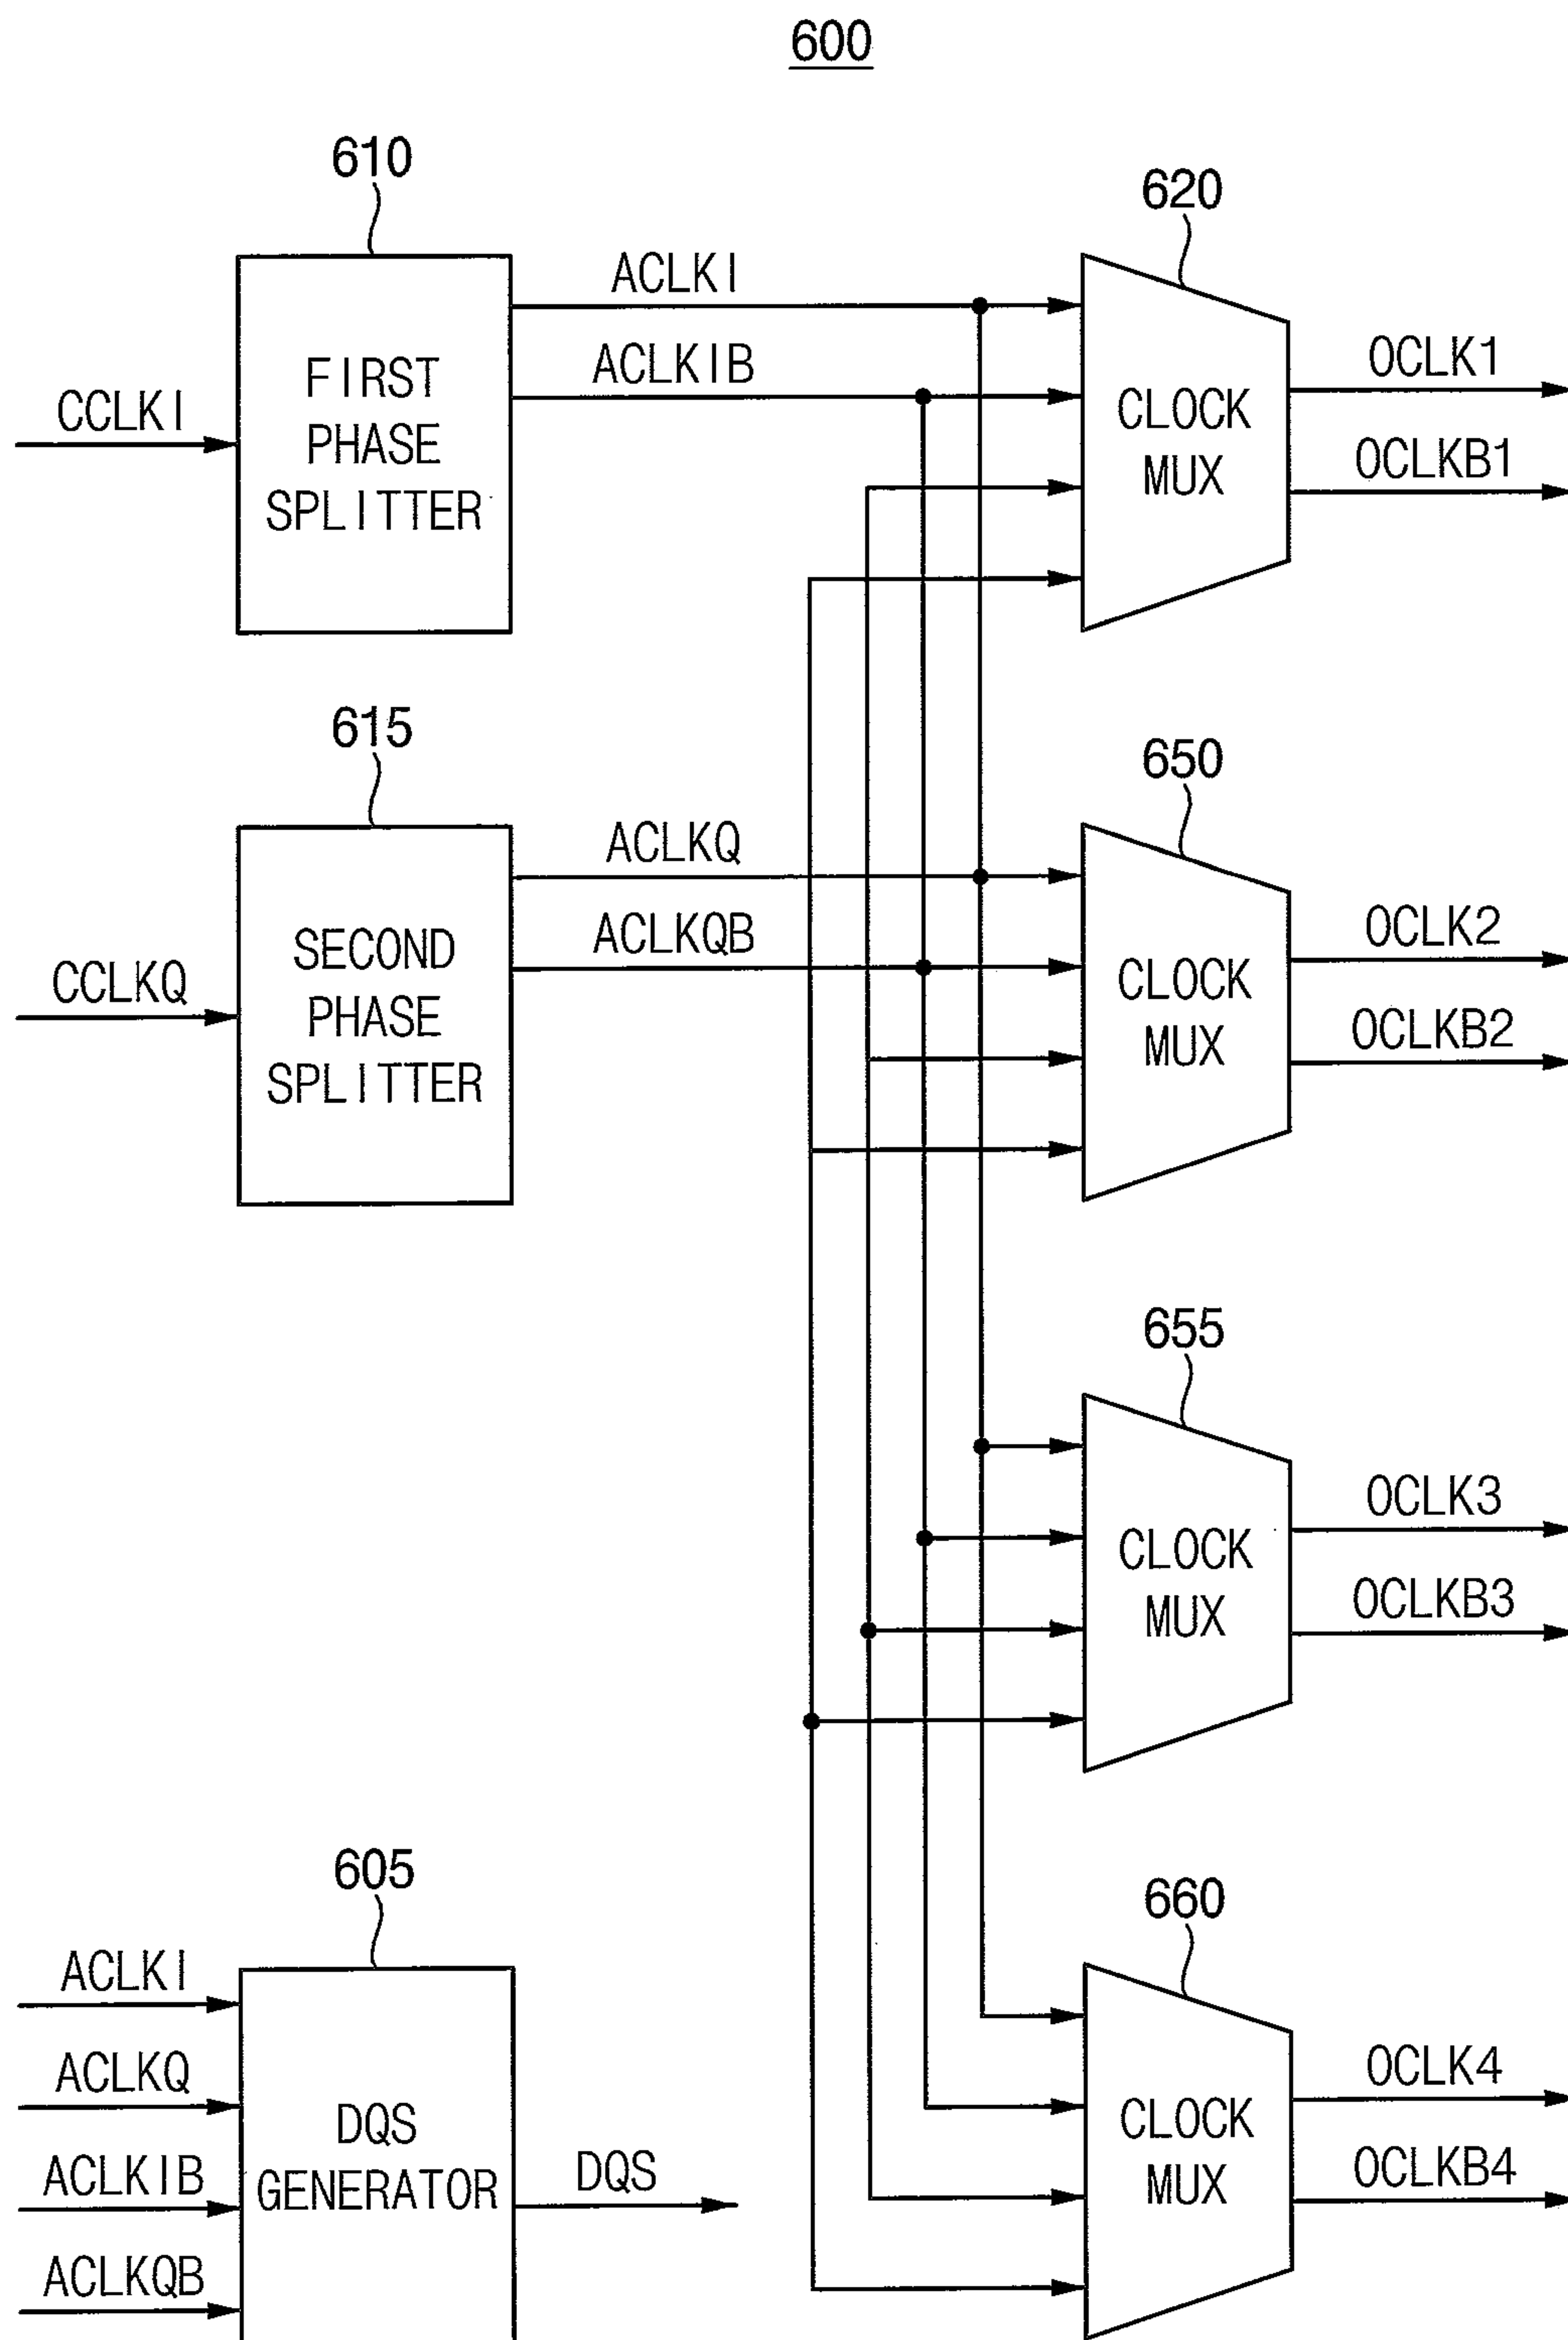 600
610
620
ACLKI
ACLKIB
CCLKI
FIRST
PHASE
SPLITTER
CLOCK
MUX
OCLK1
OCLKB1
615
650
ACLKQ
ACLKQB
CCLKQ
SECOND
PHASE
SPLITTER
CLOCK
MUX
OCLK2
OCLKB2
655
CLOCK
MUX
OCLK3
OCLKB3
605
660
ACLKI
ACLKQ
ACLKIB
ACLKQB
DQS
GENERATOR
DQS
CLOCK
MUX
OCLK4
OCLKB4